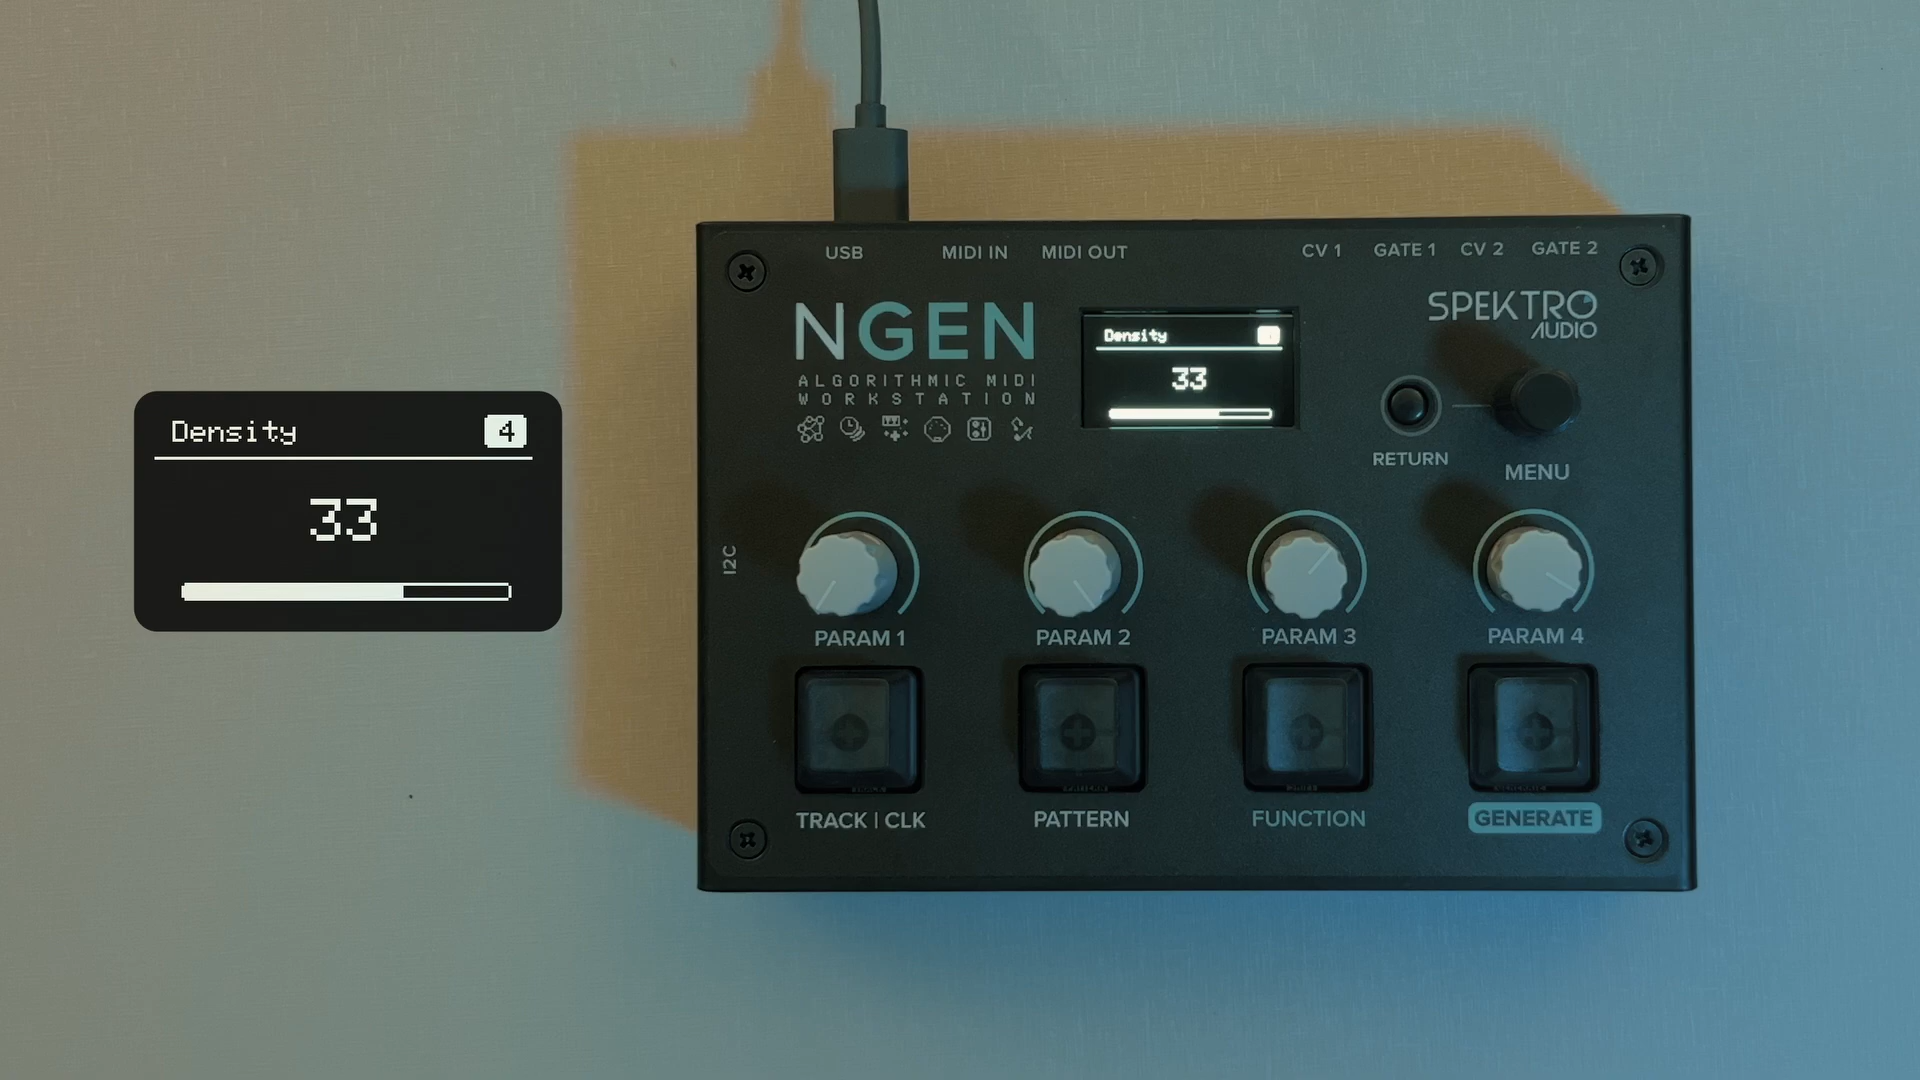 USB
MIDI IN
MIDI OUT
CV 1
GATE 1
CV 2
GATE 2
NGEN
SPEKTRO
AUDIO
ALGORITHMIC MIDI
WORKSTATION
Density
33
Density 4
33
RETURN
MENU
I2C
PARAM 1
PARAM 2
PARAM 3
PARAM 4
TRACK | CLK
PATTERN
FUNCTION
GENERATE